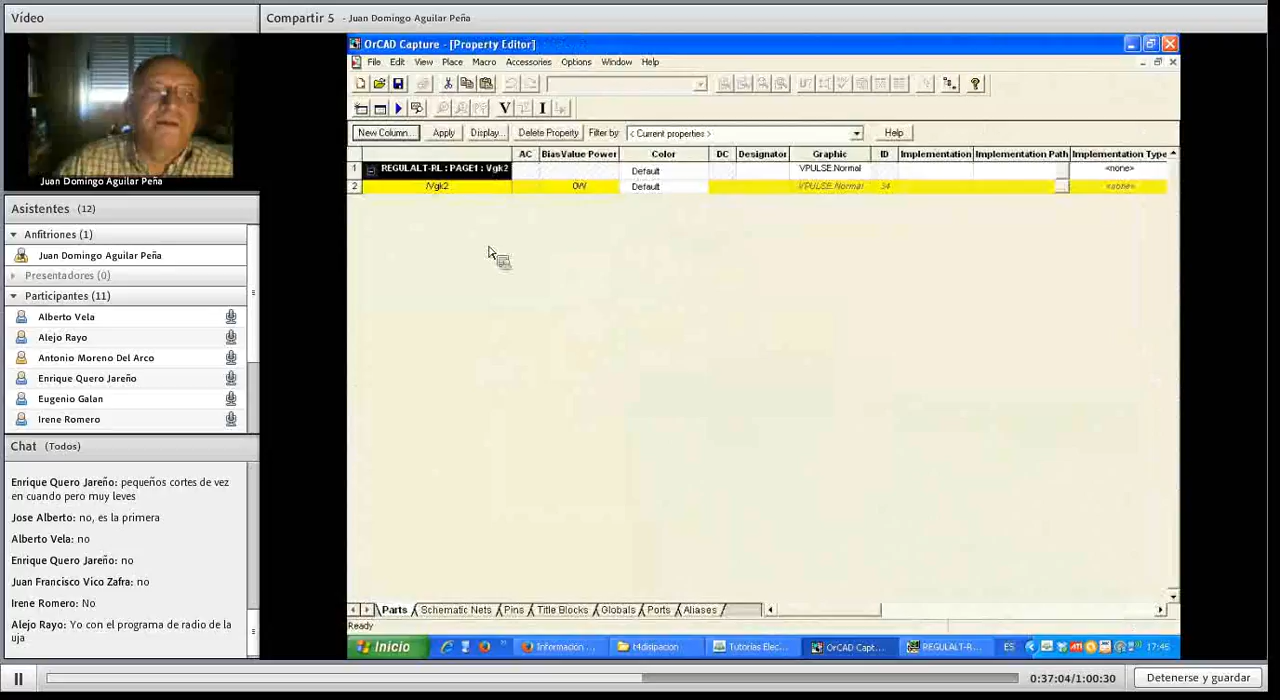 Vídeo
Compartir 5 - Juan Domingo Aguilar Peña
Juan Domingo Aguilar Peña
Asistentes (12)
Anfitriones (1)
Juan Domingo Aguilar Peña
Presentadores (0)
Participantes (11)
Alberto Vela
Alejo Rayo
Antonio Moreno Del Arco
Enrique Quero Jareño
Eugenio Galan
Irene Romero
Chat (Todos)
Enrique Quero Jareño: pequeños cortes de vez
en cuando pero muy leves
Jose Alberto: no, es la primera
Alberto Vela: no
Enrique Quero Jareño: no
Juan Francisco Vico Zafra: no
Irene Romero: No
Alejo Rayo: Yo con el programa de radio de la
uja
OrCAD Capture - [Property Editor]
File Edit View Place Macro Accessories Options Window Help
New Column... Apply Display... Delete Property Filter by: < Current properties > Help
AC BiasValue Power Color DC Designator Graphic ID Implementation Implementation Path Implementation Type
1 REGULALT-RL : PAGE1 : Vgk2 Default VPULSE.Normal <none>
2 /Vgk2 0W Default VPULSE.Normal 34 <none>
Parts Schematic Nets Pins Title Blocks Globals Ports Aliases
Ready
Inicio Informacion ... t4disipacion Tutorias Elec... OrCAD Capt... REGULALT-R... ES 17:45
0:37:04/1:00:30 Detenerse y guardar